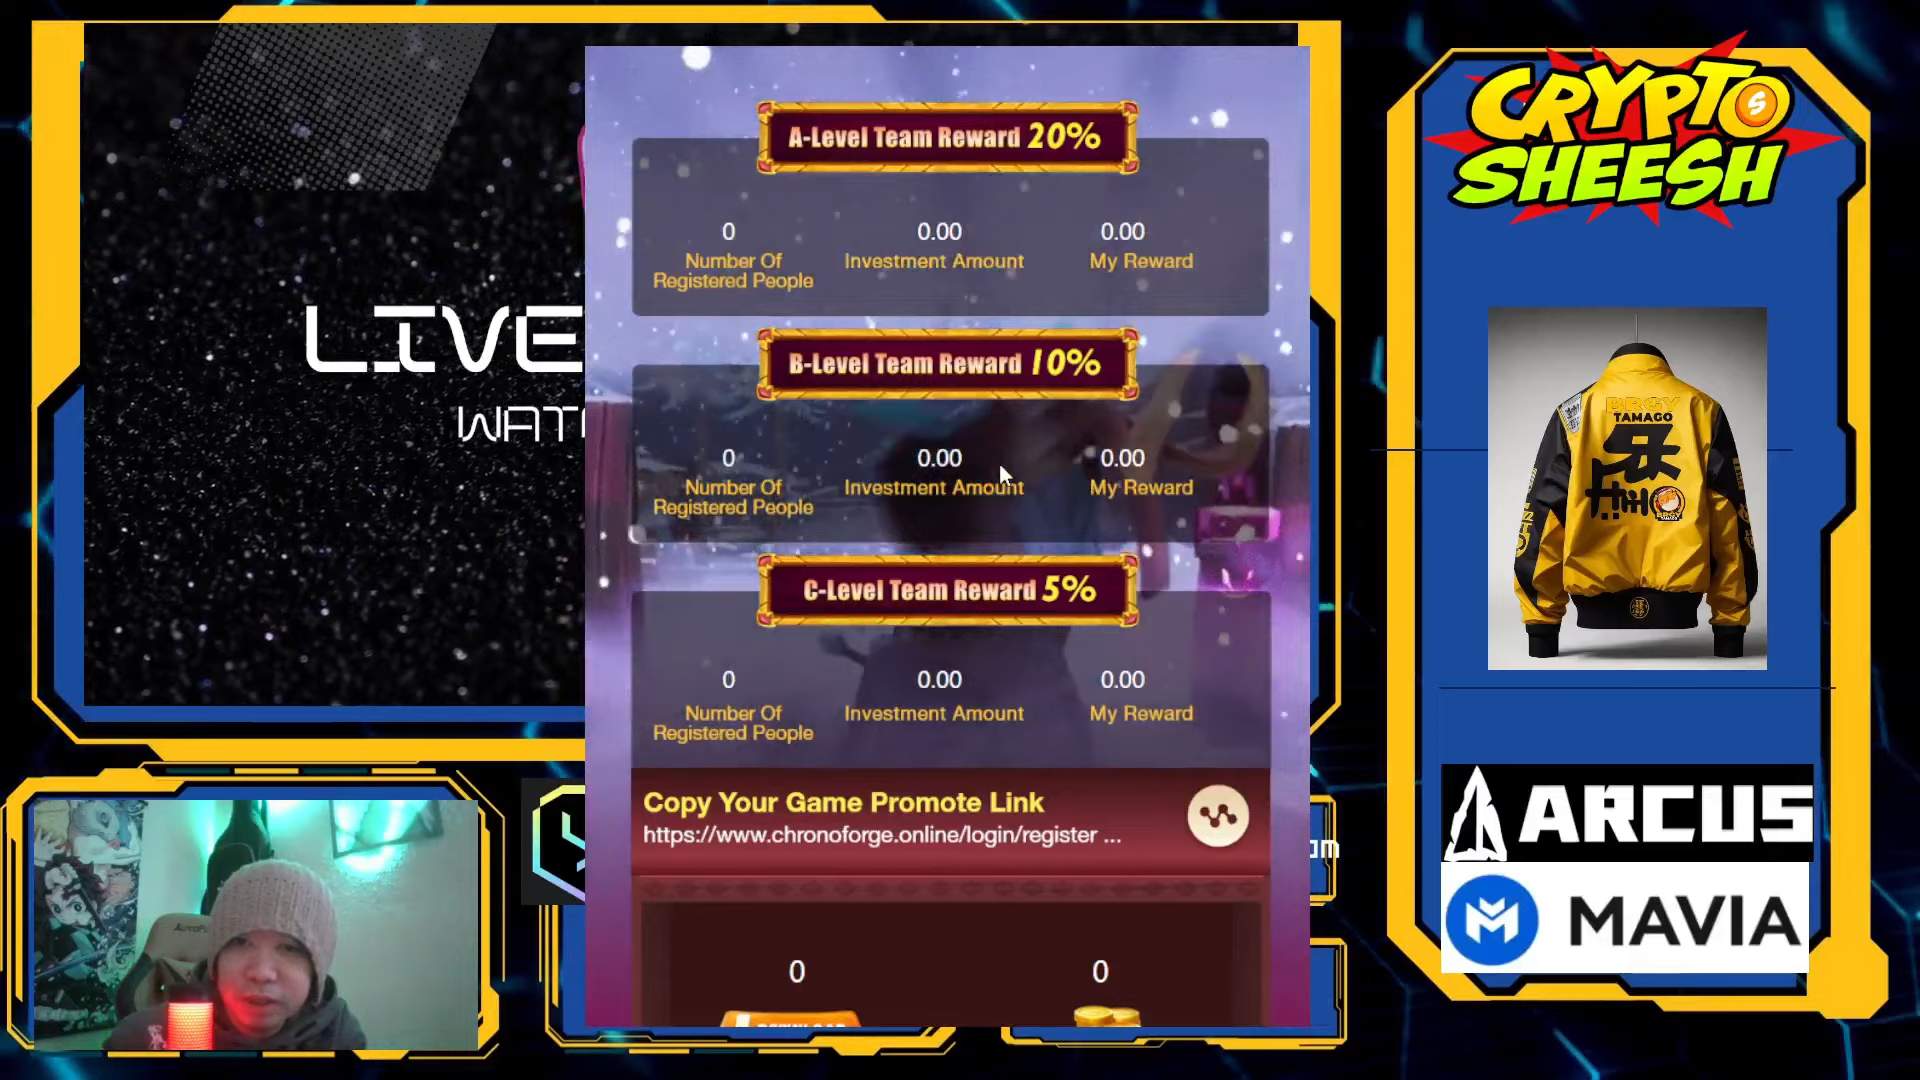 CRYPTO
SHEESH
LIVE
WAT
A-Level Team Reward 20%
0
0.00
0.00
Number Of
Registered People
Investment Amount
My Reward
B-Level Team Reward 10%
0
0.00
0.00
Number Of
Registered People
Investment Amount
My Reward
C-Level Team Reward 5%
0
0.00
0.00
Number Of
Registered People
Investment Amount
My Reward
Copy Your Game Promote Link
https://www.chronoforge.online/login/register ...
0
0
BRGY
TAMAGO
ARCUS
MAVIA